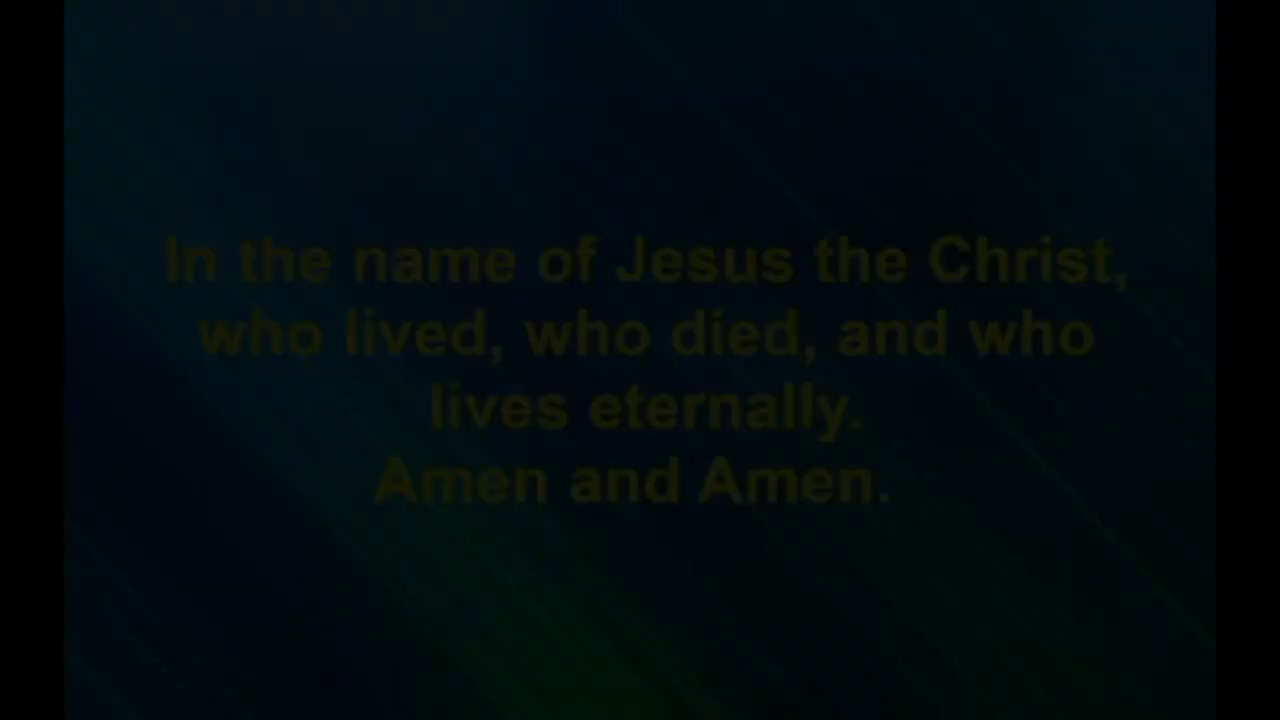 In the name of Jesus the Christ,
who lived, who died, and who
lives eternally.
Amen and Amen.